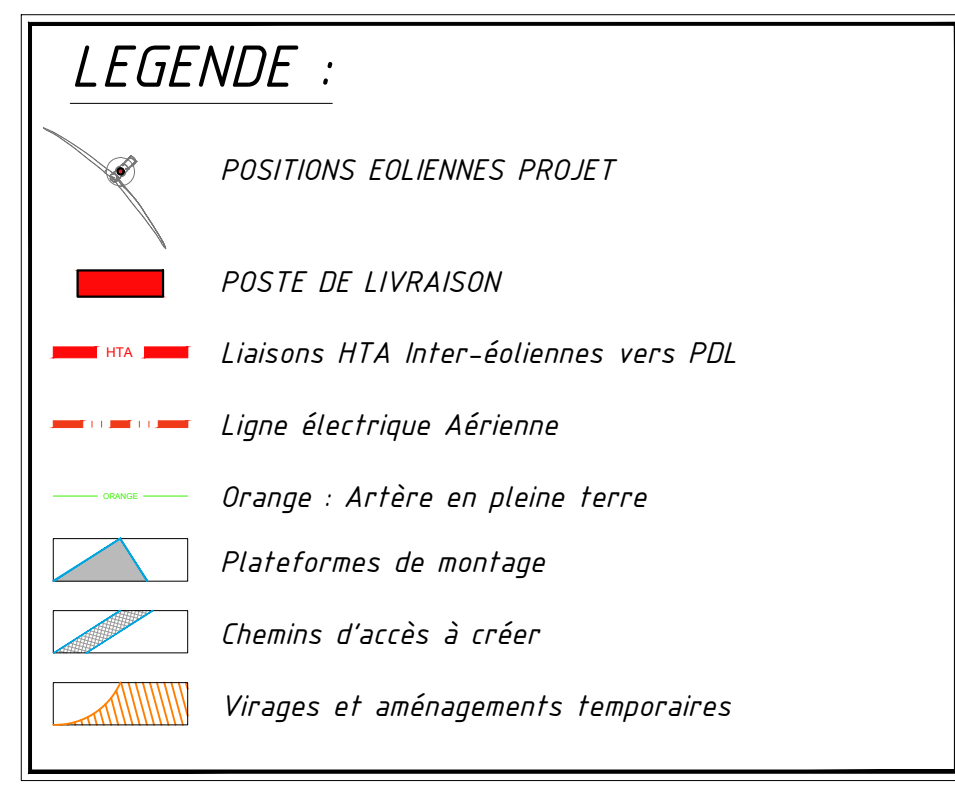 LEGENDE :
POSITIONS EOLIENNES PROJET
POSTE DE LIVRAISON
HTA Liaisons HTA Inter-éoliennes vers PDL
Ligne électrique Aérienne
ORANGE Orange : Artère en pleine terre
Plateformes de montage
Chemins d'accès à créer
Virages et aménagements temporaires